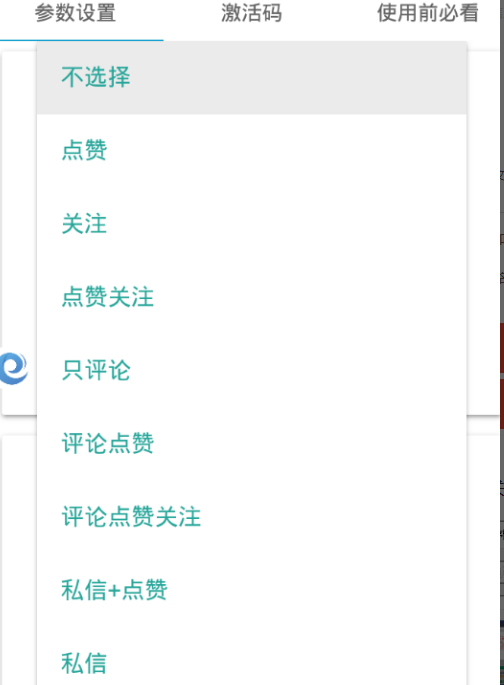 参数设置 激活码 使用前必看
不选择
点赞
关注
点赞关注
只评论
评论点赞
评论点赞关注
私信+点赞
私信